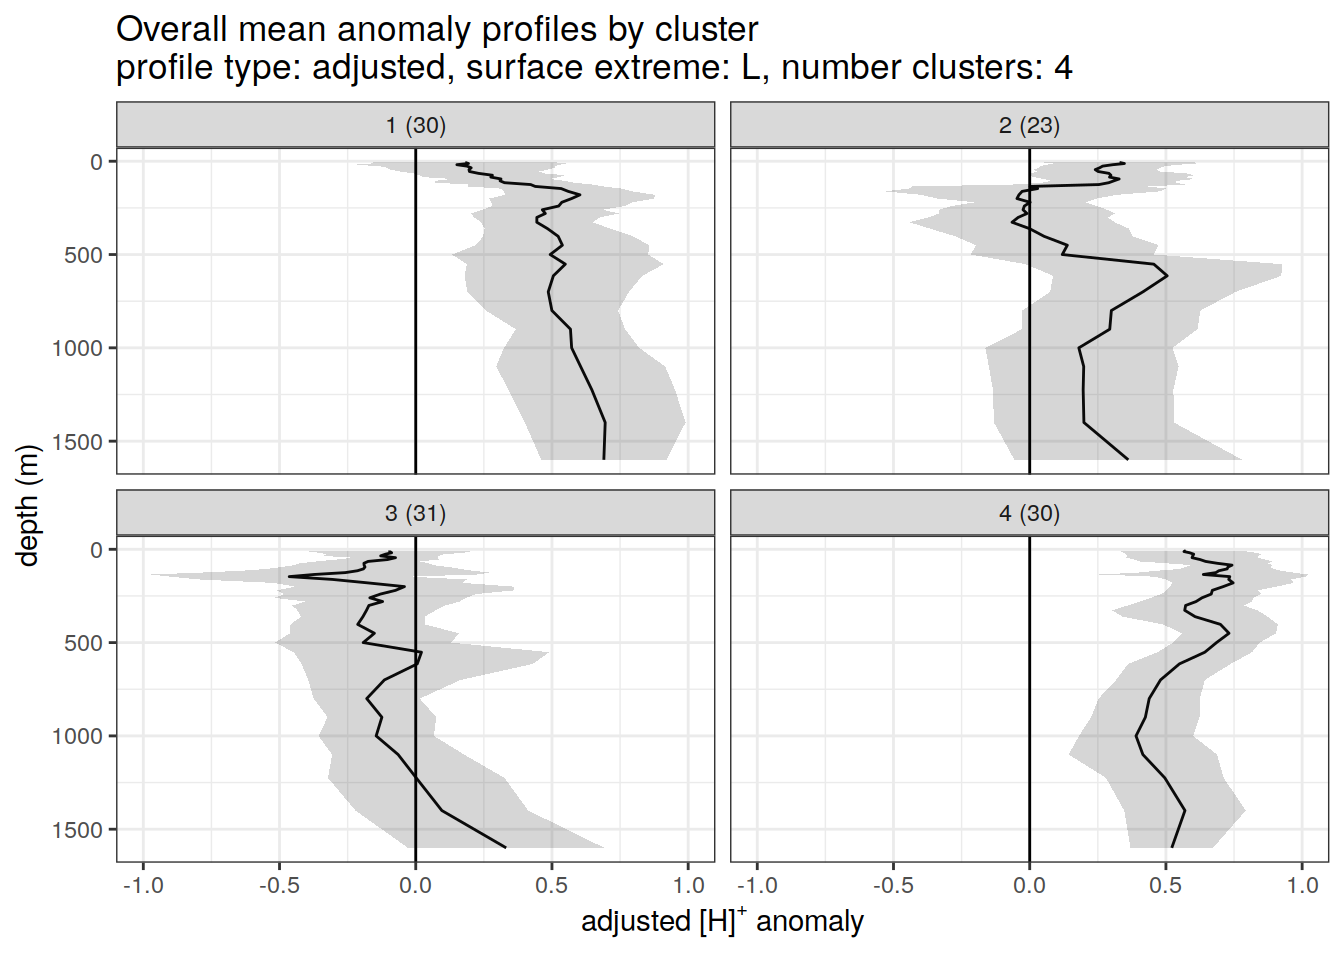 Overall mean anomaly profiles by cluster
profile type: adjusted, surface extreme: L, number clusters: 4
1 (30)
2 (23)
0
500
1000
1500
3 (31)
4 (30)
0
500
1000
1500
depth (m)
-1.0 -0.5 0.0 0.5 1.0
-1.0 -0.5 0.0 0.5 1.0
adjusted [H]⁺ anomaly